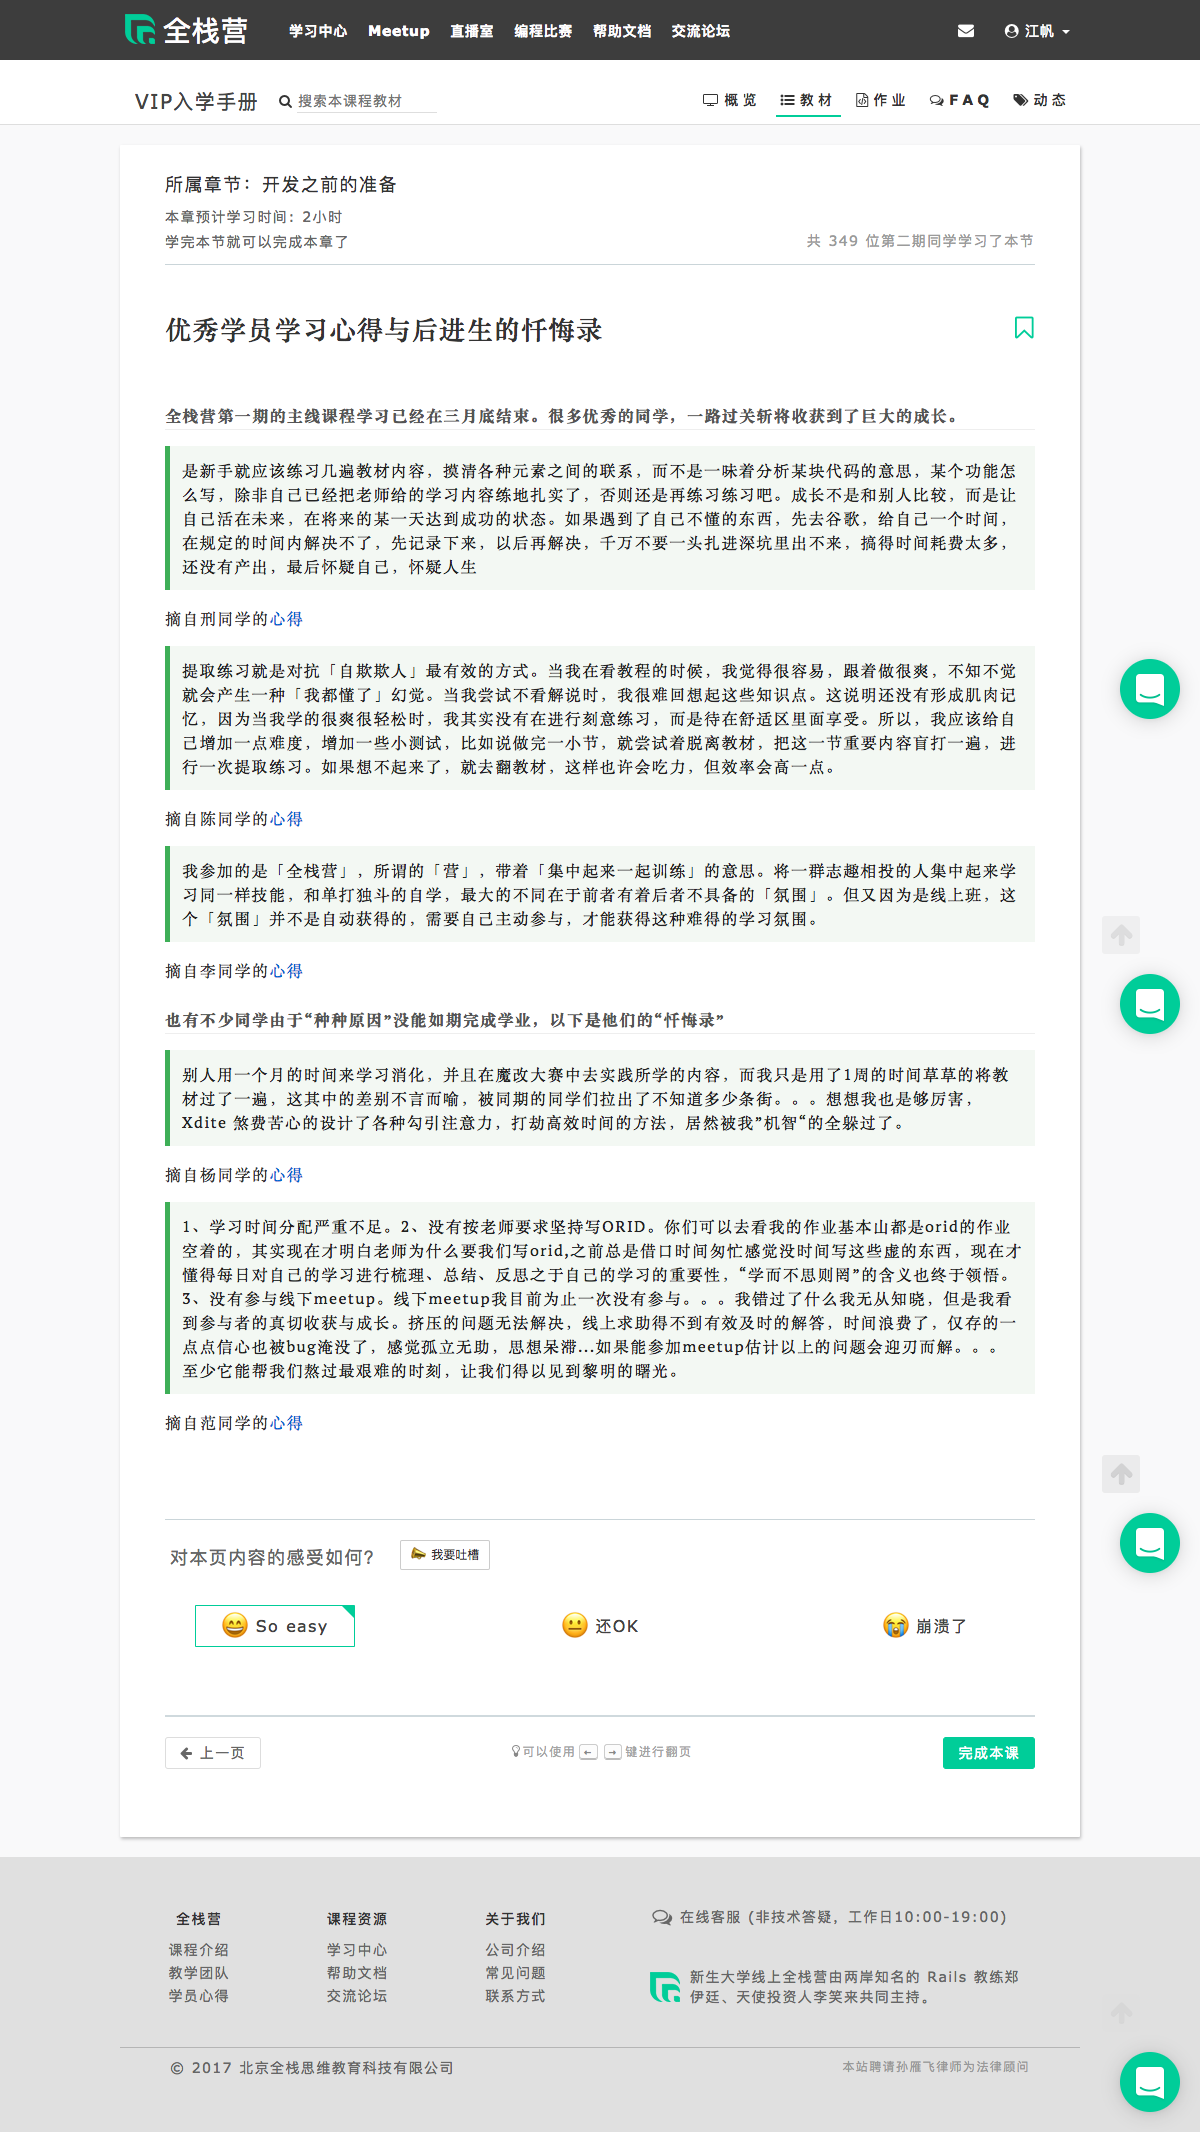 全栈营
学习中心 Meetup 直播室 编程比赛 帮助文档 交流论坛
江帆
VIP入学手册
搜索本课程教材
概览 教材 作业 FAQ 动态
所属章节：开发之前的准备
本章预计学习时间：2小时
学完本节就可以完成本章了
共 349 位第二期同学学习了本节
优秀学员学习心得与后进生的忏悔录
全栈营第一期的主线课程学习已经在三月底结束。很多优秀的同学，一路过关斩将收获到了巨大的成长。
是新手就应该练习几遍教材内容，摸清各种元素之间的联系，而不是一味着分析某块代码的意思，某个功能怎
么写，除非自己已经把老师给的学习内容练地扎实了，否则还是再练习练习吧。成长不是和别人比较，而是让
自己活在未来，在将来的某一天达到成功的状态。如果遇到了自己不懂的东西，先去谷歌，给自己一个时间，
在规定的时间内解决不了，先记录下来，以后再解决，千万不要一头扎进深坑里出不来，搞得时间耗费太多，
还没有产出，最后怀疑自己，怀疑人生
摘自刑同学的心得
提取练习就是对抗「自欺欺人」最有效的方式。当我在看教程的时候，我觉得很容易，跟着做很爽，不知不觉
就会产生一种「我都懂了」幻觉。当我尝试不看解说时，我很难回想起这些知识点。这说明还没有形成肌肉记
忆，因为当我学的很爽很轻松时，我其实没有在进行刻意练习，而是待在舒适区里面享受。所以，我应该给自
己增加一点难度，增加一些小测试，比如说做完一小节，就尝试着脱离教材，把这一节重要内容盲打一遍，进
行一次提取练习。如果想不起来了，就去翻教材，这样也许会吃力，但效率会高一点。
摘自陈同学的心得
我参加的是「全栈营」，所谓的「营」，带着「集中起来一起训练」的意思。将一群志趣相投的人集中起来学
习同一样技能，和单打独斗的自学，最大的不同在于前者有着后者不具备的「氛围」。但又因为是线上班，这
个「氛围」并不是自动获得的，需要自己主动参与，才能获得这种难得的学习氛围。
摘自李同学的心得
也有不少同学由于“种种原因”没能如期完成学业，以下是他们的“忏悔录”
别人用一个月的时间来学习消化，并且在魔改大赛中去实践所学的内容，而我只是用了1周的时间草草的将教
材过了一遍，这其中的差别不言而喻，被同期的同学们拉出了不知道多少条街。。。想想我也是够厉害，
Xdite 煞费苦心的设计了各种勾引注意力，打劫高效时间的方法，居然被我”机智“的全躲过了。
摘自杨同学的心得
1、学习时间分配严重不足。2、没有按老师要求坚持写ORID。你们可以去看我的作业基本山都是orid的作业
空着的，其实现在才明白老师为什么要我们写orid,之前总是借口时间匆忙感觉没时间写这些虚的东西，现在才
懂得每日对自己的学习进行梳理、总结、反思之于自己的学习的重要性，“学而不思则罔”的含义也终于领悟。
3、没有参与线下meetup。线下meetup我目前为止一次没有参与。。。我错过了什么我无从知晓，但是我看
到参与者的真切收获与成长。挤压的问题无法解决，线上求助得不到有效及时的解答，时间浪费了，仅存的一
点点信心也被bug淹没了，感觉孤立无助，思想呆滞...如果能参加meetup估计以上的问题会迎刃而解。。。
至少它能帮我们熬过最艰难的时刻，让我们得以见到黎明的曙光。
摘自范同学的心得
对本页内容的感受如何？ 我要吐槽
So easy 还OK 崩溃了
上一页 可以使用 ← → 键进行翻页 完成本课
全栈营 课程资源 关于我们
课程介绍 学习中心 公司介绍
教学团队 帮助文档 常见问题
学员心得 交流论坛 联系方式
在线客服 (非技术答疑，工作日10:00-19:00)
新生大学线上全栈营由两岸知名的 Rails 教练郑
伊廷、天使投资人李笑来共同主持。
© 2017 北京全栈思维教育科技有限公司
本站聘请孙雁飞律师为法律顾问